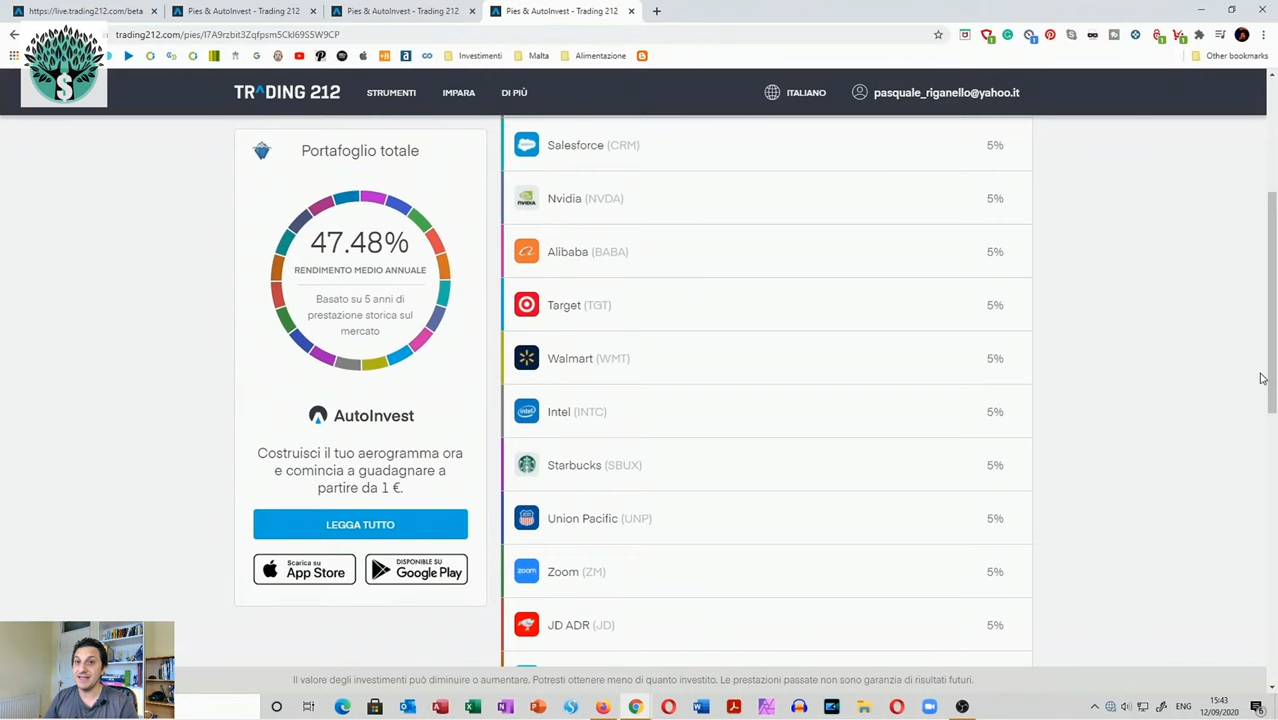 https://live.trading212.com/beta
Pies & AutoInvest - Trading 212
Pies & AutoInvest - Trading 212
Pies & AutoInvest - Trading 212
trading212.com/pies/I7A9rzbit3Zqfpsm5CkI69S5W9CP
Investimenti
Malta
Alimentazione
Other bookmarks
TRADING 212
STRUMENTI
IMPARA
DI PIÙ
ITALIANO
pasquale_riganello@yahoo.it
Portafoglio totale
47.48%
RENDIMENTO MEDIO ANNUALE
Basato su 5 anni di
prestazione storica sul
mercato
AutoInvest
Costruisci il tuo aerogramma ora
e comincia a guadagnare a
partire da 1 €.
LEGGA TUTTO
Scarica su
App Store
DISPONIBILE SU
Google Play
Salesforce (CRM) 5%
Nvidia (NVDA) 5%
Alibaba (BABA) 5%
Target (TGT) 5%
Walmart (WMT) 5%
Intel (INTC) 5%
Starbucks (SBUX) 5%
Union Pacific (UNP) 5%
zoom
Zoom (ZM) 5%
JD ADR (JD) 5%
Il valore degli investimenti può diminuire o aumentare. Potresti ottenere meno di quanto investito. Le prestazioni passate non sono garanzia di risultati futuri.
ENG
15:43
12/09/2020